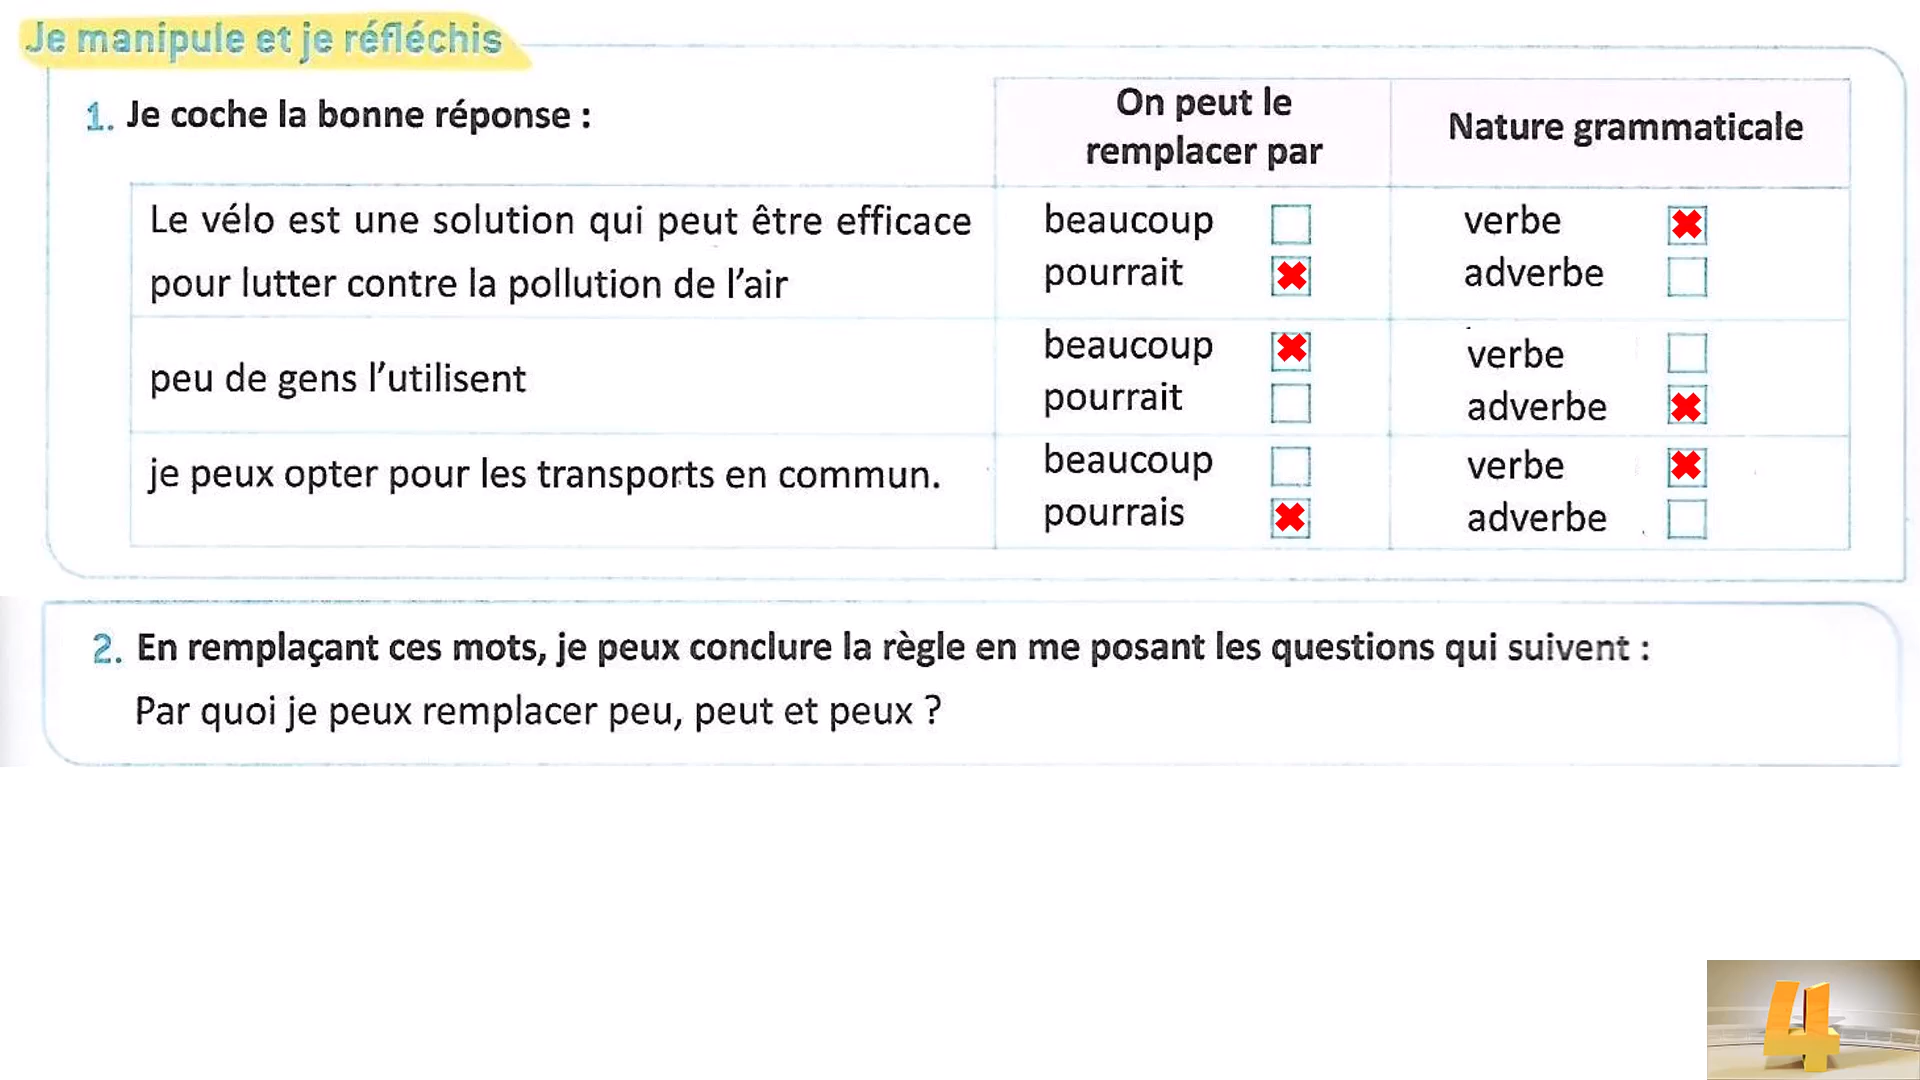 Je manipule et je réfléchis
1. Je coche la bonne réponse :
On peut le
remplacer par
Nature grammaticale
Le vélo est une solution qui peut être efficace
pour lutter contre la pollution de l'air
beaucoup
pourrait
verbe
adverbe
peu de gens l'utilisent
beaucoup
pourrait
verbe
adverbe
je peux opter pour les transports en commun.
beaucoup
pourrais
verbe
adverbe
2. En remplaçant ces mots, je peux conclure la règle en me posant les questions qui suivent :
Par quoi je peux remplacer peu, peut et peux ?
4